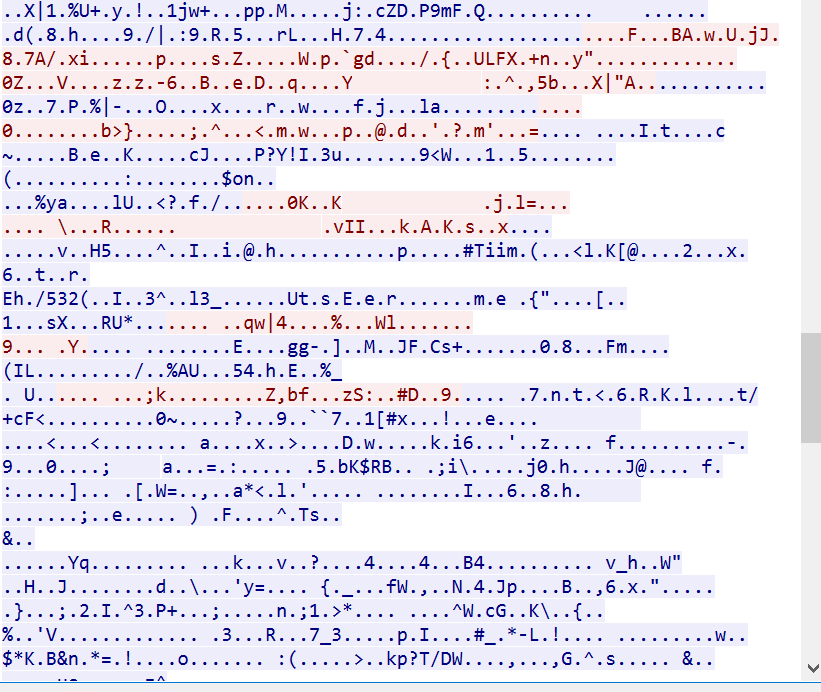 ..X|1.%U+.y.!..1jw+...pp.M.....j:.cZD.P9mF.Q.......... ......
.d(.8.h....9./|.:9.R.5...rL...H.7.4.....................F...BA.w.U.jJ.
8.7A/.xi......p....s.Z.....W.p.`gd..../.{..ULFX.+n..y".............
0Z...V....z.z.-6..B..e.D..q....Y :.^.,5b...X|"A............
0z..7.P.%|-...O....x....r..w....f.j...la.............
0........b>}.....;.^...<.m.w...p..@.d..'.?.m'...=.... ....I.t....c
~.....B.e..K.....cJ....P?Y!I.3u.......9<W...1..5........
(..........:........$on..
...%ya....lU..<?.f./......0K..K .j.l=...
.... \...R...... .vII...k.A.K.s..x....
.....v..H5....^..I..i.@.h...........p.....#Tiim.(...<l.K[@....2...x.
6..t..r.
Eh./532(..I..3^..l3_......Ut.s.E.e.r.......m.e .{"....[..
1...sX...RU*....... ..qw|4....%...Wl.......
9... .Y..... ........E....gg-.]..M..JF.Cs+.......0.8...Fm....
(IL........./..%AU...54.h.E..%_
. U...... ...;k.........Z,bf...zS:..#D..9..... .7.n.t.<.6.R.K.l....t/
+cF<..........0~.....?...9..``7..1[#x...!...e....
....<...<........ a....x..>....D.w.....k.i6...'..z.... f..........-.
9...0....; a...=.:..... .5.bK$RB.. .;i\.....j0.h.....J@.... f.
:.....]... .[.W=..,..a*<.l.'..... ........I...6..8.h.
.......;..e..... ) .F....^.Ts..
&..
......Yq......... ...k...v..?....4....4...B4.......... v_h..W"
..H..J........d..\...'y=.... {._...fW.,..N.4.Jp....B..,6.x.".....
.}...;.2.I.^3.P+...;.....n.;1.>*.... ....^W.cG..K\..{..
%..'V............. .3...R...7_3.....p.I....#_.*-L.!.... .........w..
$*K.B&n.*=.!....o....... :(.....>..kp?T/DW....,...,G.^.s..... &..